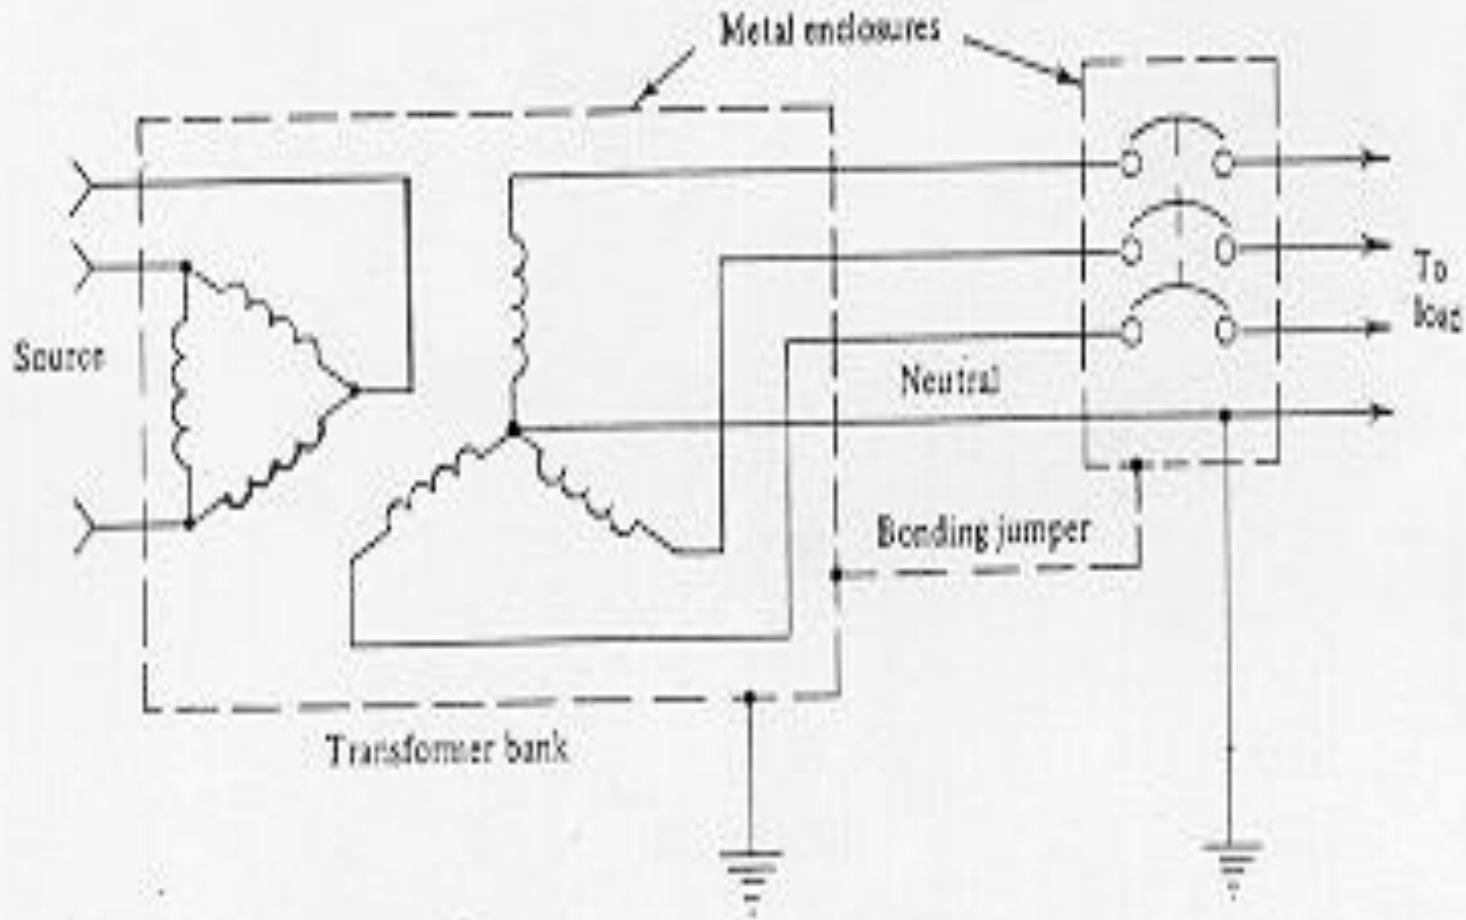 Metal enclosures
Source
Neutral
To
load
Bonding jumper
Transformer bank